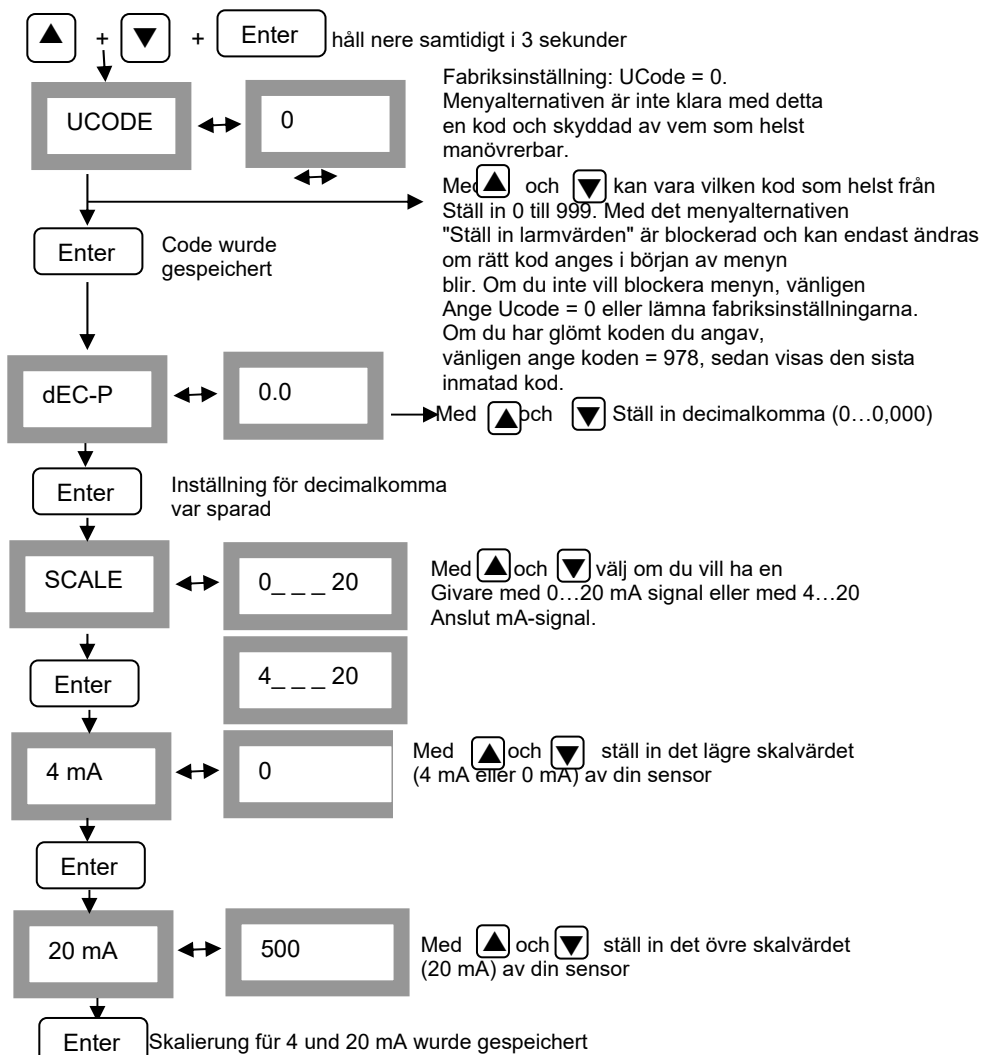 ▲ + ▼ + Enter håll nere samtidigt i 3 sekunder
UCODE
0
Fabriksinställning: UCode = 0.
Menyalternativen är inte klara med detta
en kod och skyddad av vem som helst
manövrerbar.
Med ▲ och ▼ kan vara vilken kod som helst från
Ställ in 0 till 999. Med det menyalternativen
"Ställ in larmvärden" är blockerad och kan endast ändras
om rätt kod anges i början av menyn
blir. Om du inte vill blockera menyn, vänligen
Ange Ucode = 0 eller lämna fabriksinställningarna.
Om du har glömt koden du angav,
vänligen ange koden = 978, sedan visas den sista
inmatad kod.
Enter
Code wurde
gespeichert
dEC-P
0.0
Med ▲ och ▼ Ställ in decimalkomma (0…0,000)
Enter
Inställning för decimalkomma
var sparad
SCALE
0_ _ _ 20
Med ▲ och ▼ välj om du vill ha en
Givare med 0…20 mA signal eller med 4…20
Anslut mA-signal.
Enter
4_ _ _ 20
4 mA
0
Med ▲ och ▼ ställ in det lägre skalvärdet
(4 mA eller 0 mA) av din sensor
Enter
20 mA
500
Med ▲ och ▼ ställ in det övre skalvärdet
(20 mA) av din sensor
Enter
Skalierung für 4 und 20 mA wurde gespeichert